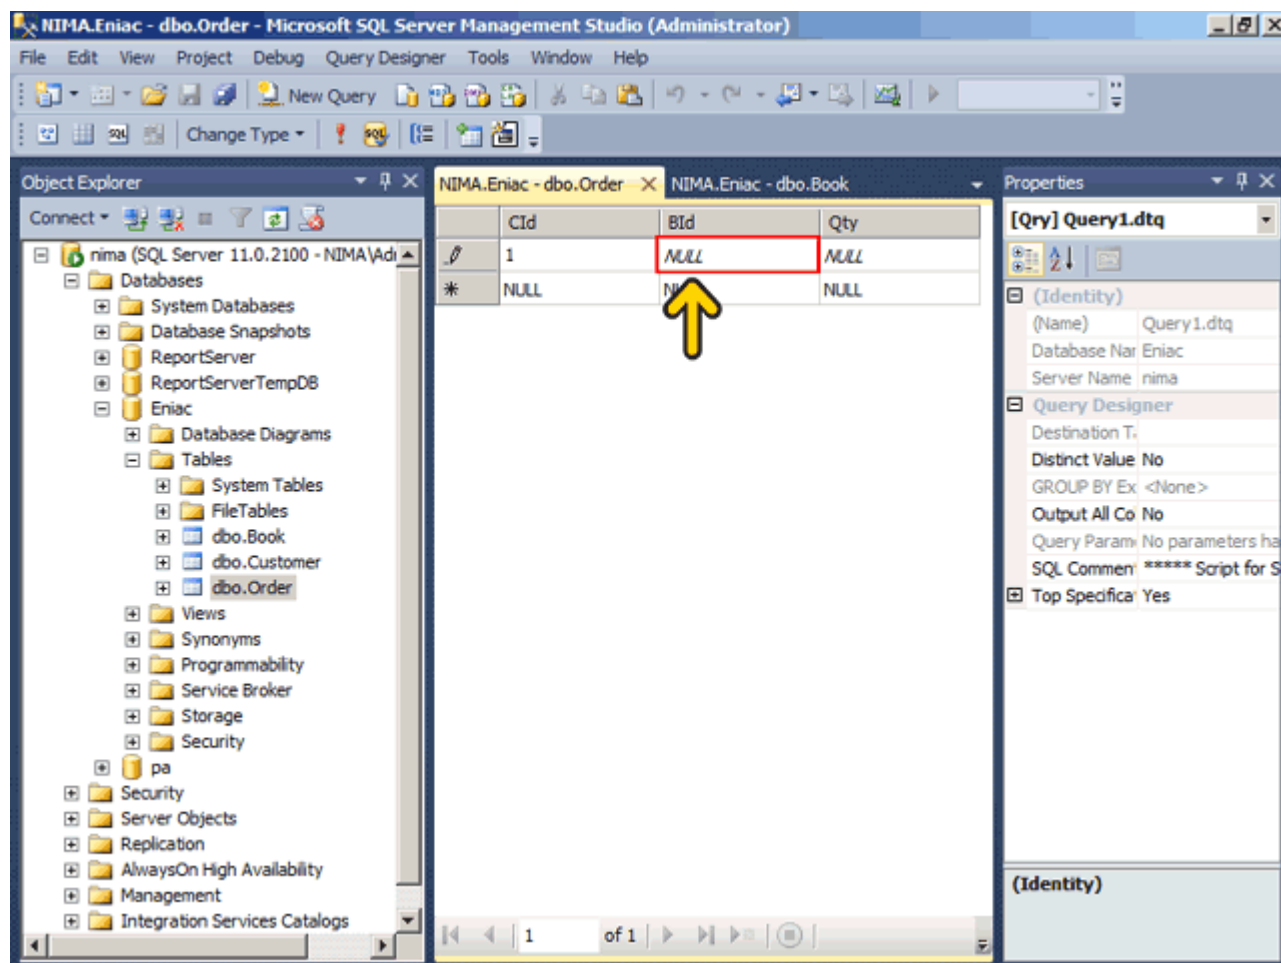 NIMA.Eniac - dbo.Order - Microsoft SQL Server Management Studio (Administrator)
File Edit View Project Debug Query Designer Tools Window Help
New Query
Change Type
Object Explorer
Connect
nima (SQL Server 11.0.2100 - NIMA\Adı
Databases
System Databases
Database Snapshots
ReportServer
ReportServerTempDB
Eniac
Database Diagrams
Tables
System Tables
FileTables
dbo.Book
dbo.Customer
dbo.Order
Views
Synonyms
Programmability
Service Broker
Storage
Security
pa
Security
Server Objects
Replication
AlwaysOn High Availability
Management
Integration Services Catalogs
NIMA.Eniac - dbo.Order NIMA.Eniac - dbo.Book
CId BId Qty
1 NULL NULL
NULL NULL
1 of 1
Properties
[Qry] Query1.dtq
(Identity)
(Name) Query1.dtq
Database Nar Eniac
Server Name nima
Query Designer
Destination T
Distinct Value No
GROUP BY Ex <None>
Output All Co No
Query Param No parameters ha
SQL Comment ***** Script for S
Top Specifica Yes
(Identity)